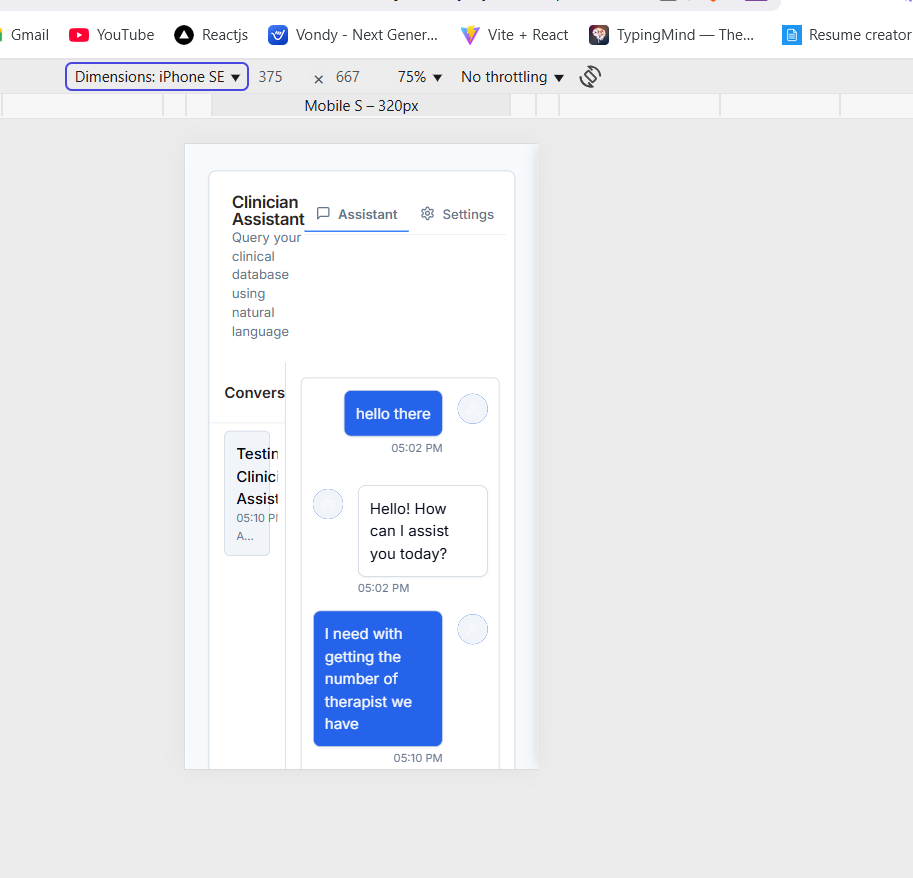 Gmail
YouTube
Reactjs
Vondy - Next Gener...
Vite + React
TypingMind — The...
Resume creator
Dimensions: iPhone SE ▼
375
×
667
75% ▼
No throttling ▼
Mobile S – 320px
Clinician
Assistant
Query your
clinical
database
using
natural
language
Assistant
Settings
Convers
Testin
Clinici
Assist
05:10 PM
A...
hello there
05:02 PM
Hello! How
can I assist
you today?
05:02 PM
I need with
getting the
number of
therapist we
have
05:10 PM